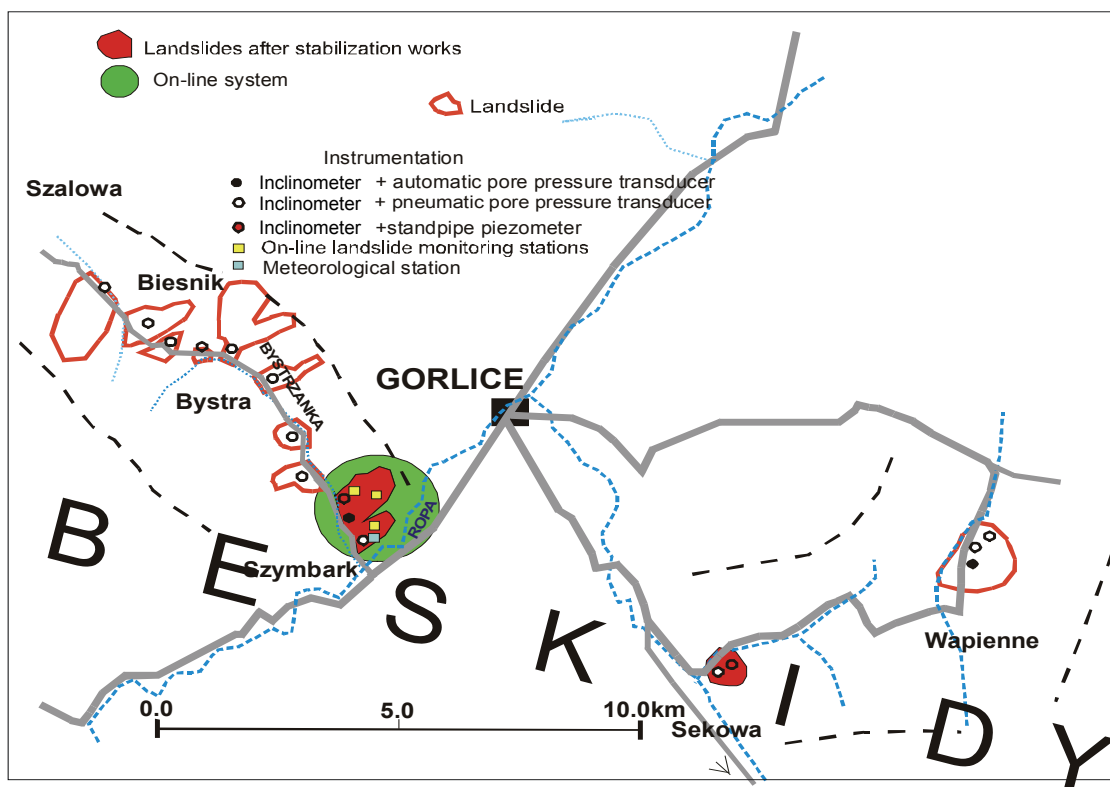 Landslides after stabilization works
On-line system
Landslide
Instrumentation
Inclinometer + automatic pore pressure transducer
Inclinometer + pneumatic pore pressure transducer
Inclinometer +standpipe piezometer
On-line landslide monitoring stations
Meteorological station
Szalowa
Biesnik
BYSTRZANKA
Bystra
GORLICE
ROPA
Szymbark
Wapienne
Sekowa
BESKIDY
0.0 5.0 10.0km